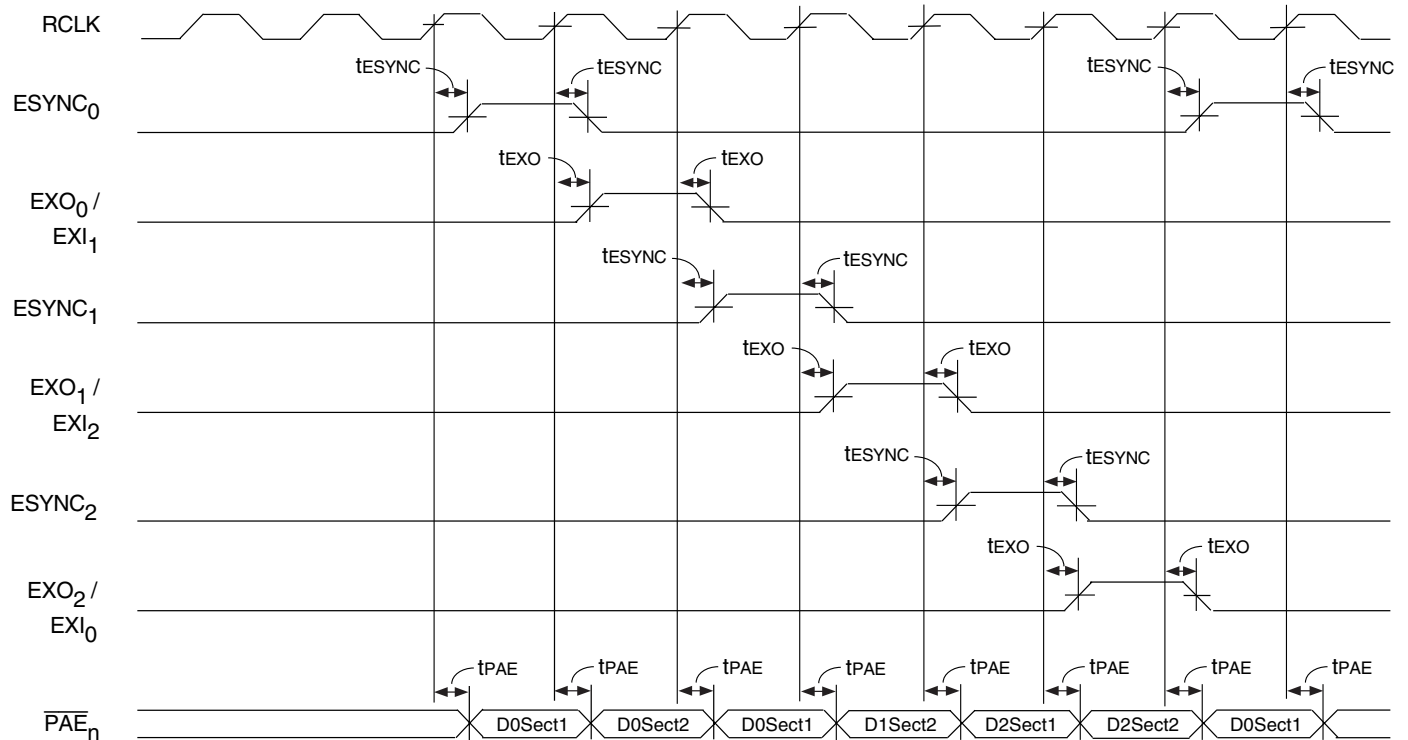 RCLK
tESYNC tESYNC tESYNC tESYNC
ESYNC0
tEXO tEXO
EXO0 /
EXI1
tESYNC tESYNC
ESYNC1
tEXO tEXO
EXO1 /
EXI2
tESYNC tESYNC
ESYNC2
tEXO tEXO
EXO2 /
EXI0
tPAE tPAE tPAE tPAE tPAE tPAE tPAE tPAE
PAEn D0Sect1 D0Sect2 D0Sect1 D1Sect2 D2Sect1 D2Sect2 D0Sect1